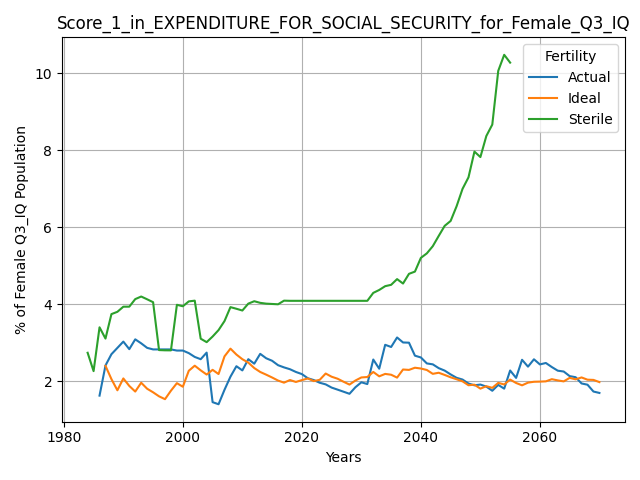 Score_1_in_EXPENDITURE_FOR_SOCIAL_SECURITY_for_Female_Q3_IQ
Fertility
Actual
Ideal
Sterile
% of Female Q3_IQ Population
10
8
6
4
2
1980
2000
2020
2040
2060
Years